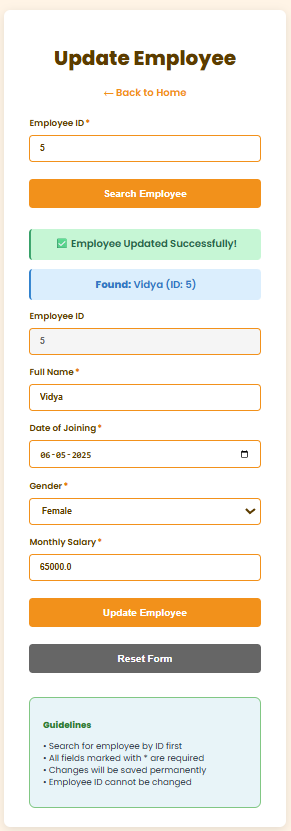 Update Employee
← Back to Home
Employee ID *
5
Search Employee
✅ Employee Updated Successfully!
Found: Vidya (ID: 5)
Employee ID
5
Full Name *
Vidya
Date of Joining *
06-05-2025
Gender *
Female
Monthly Salary *
65000.0
Update Employee
Reset Form
Guidelines
• Search for employee by ID first
• All fields marked with * are required
• Changes will be saved permanently
• Employee ID cannot be changed